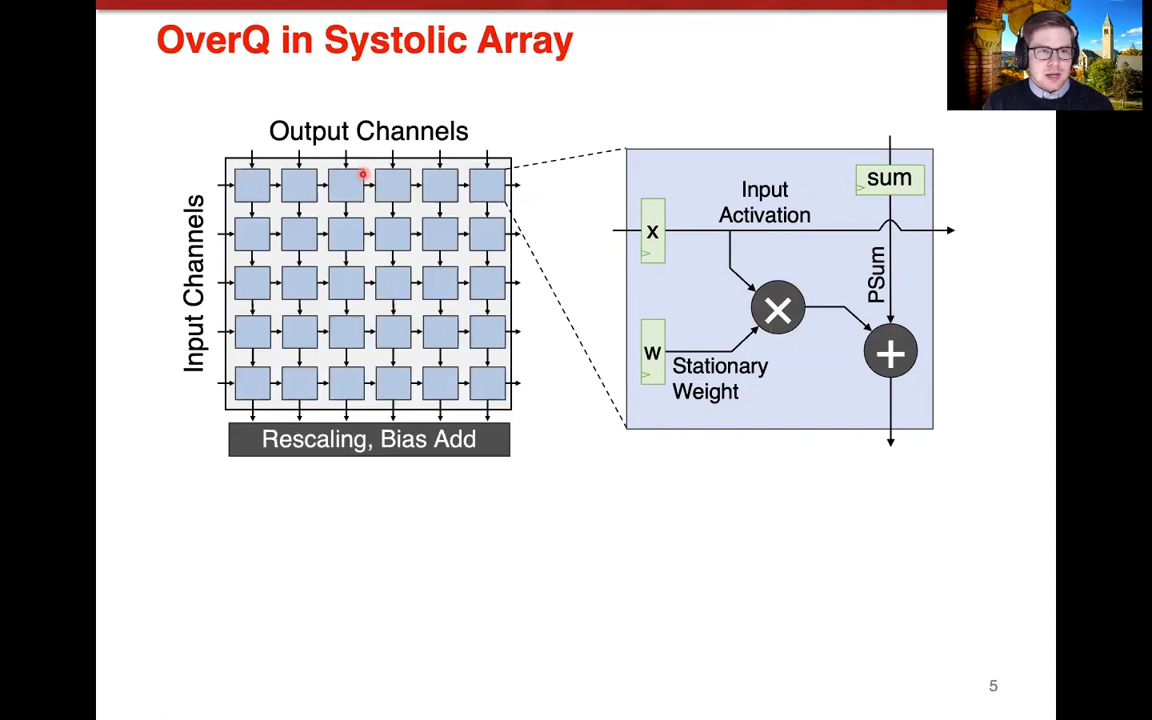 OverQ in Systolic Array
Output Channels
Input Channels
Rescaling, Bias Add
sum
Input
Activation
x
PSum
w
Stationary
Weight
5